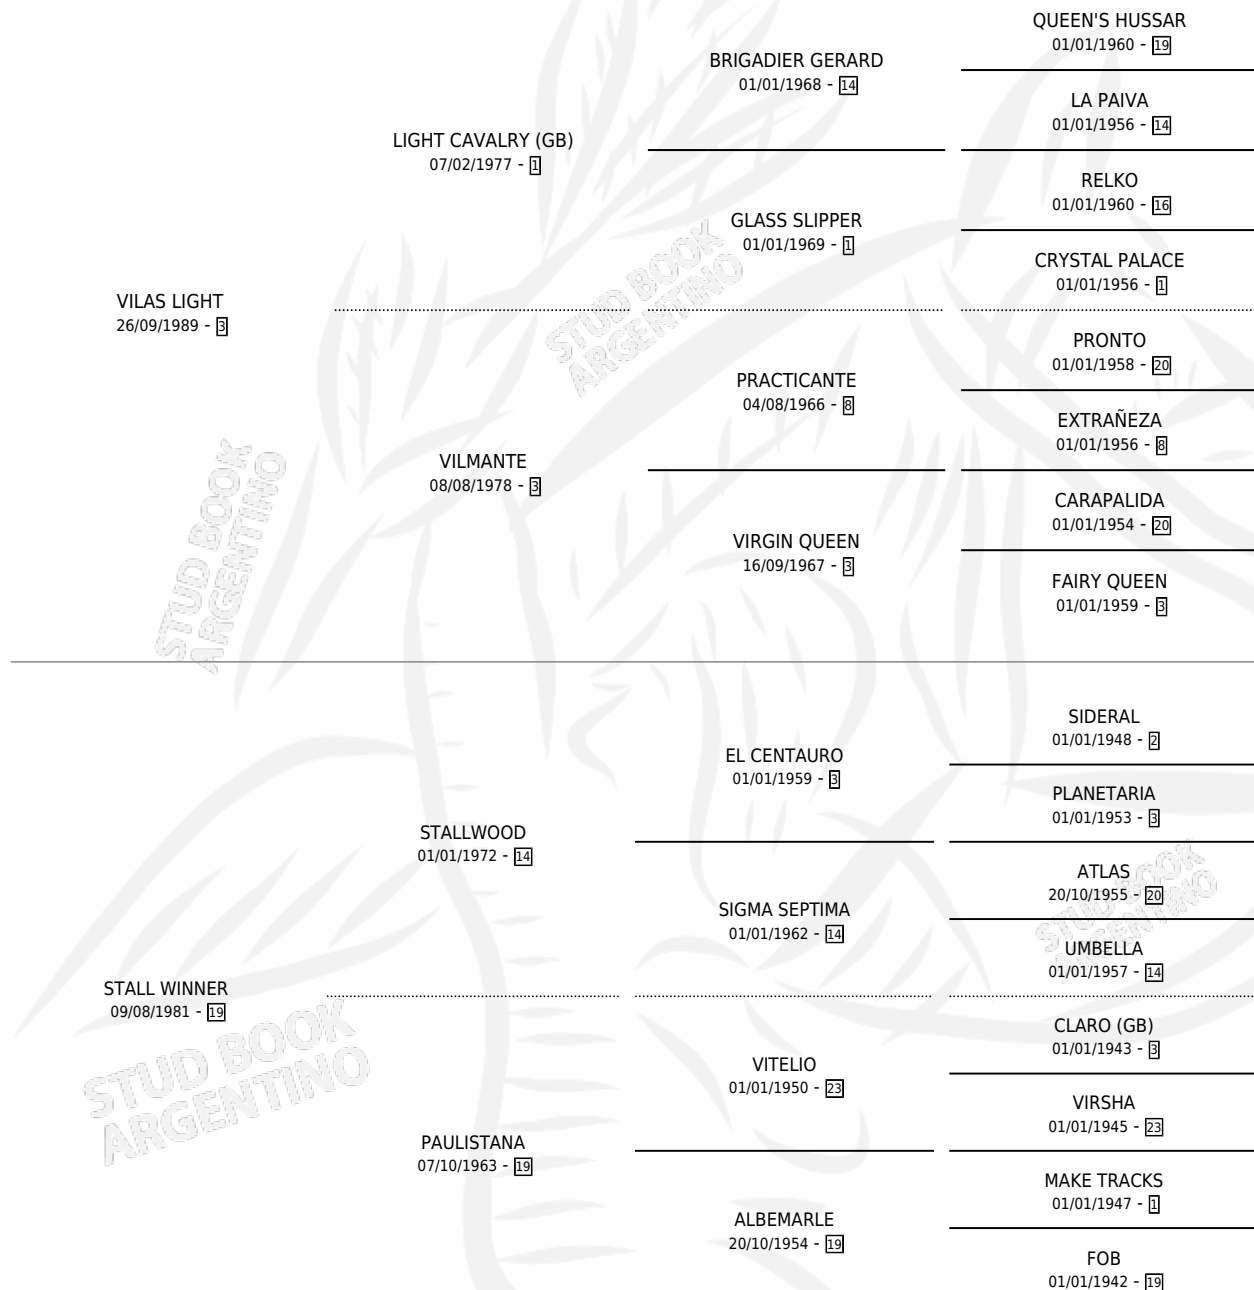 QUEEN'S HUSSAR
01/01/1960 - 19
BRIGADIER GERARD
01/01/1968 - 14
LA PAIVA
01/01/1956 - 14
LIGHT CAVALRY (GB)
07/02/1977 - 1
RELKO
01/01/1960 - 16
GLASS SLIPPER
01/01/1969 - 1
CRYSTAL PALACE
01/01/1956 - 1
VILAS LIGHT
26/09/1989 - 3
PRONTO
01/01/1958 - 20
PRACTICANTE
04/08/1966 - 8
EXTRAÑEZA
01/01/1956 - 8
VILMANTE
08/08/1978 - 3
CARAPALIDA
01/01/1954 - 20
VIRGIN QUEEN
16/09/1967 - 3
FAIRY QUEEN
01/01/1959 - 3
STUD BOOK
ARGENTINO
STUD BOOK
ARGENTINO
SIDERAL
01/01/1948 - 2
EL CENTAURO
01/01/1959 - 3
PLANETARIA
01/01/1953 - 3
STALLWOOD
01/01/1972 - 14
ATLAS
20/10/1955 - 20
SIGMA SEPTIMA
01/01/1962 - 14
UMBELLA
01/01/1957 - 14
STUD BOOK
ARGENTINO
STALL WINNER
09/08/1981 - 19
CLARO (GB)
01/01/1943 - 3
VITELIO
01/01/1950 - 23
VIRSHA
01/01/1945 - 23
STUD BOOK
ARGENTINO
PAULISTANA
07/10/1963 - 19
MAKE TRACKS
01/01/1947 - 1
ALBEMARLE
20/10/1954 - 19
FOB
01/01/1942 - 19